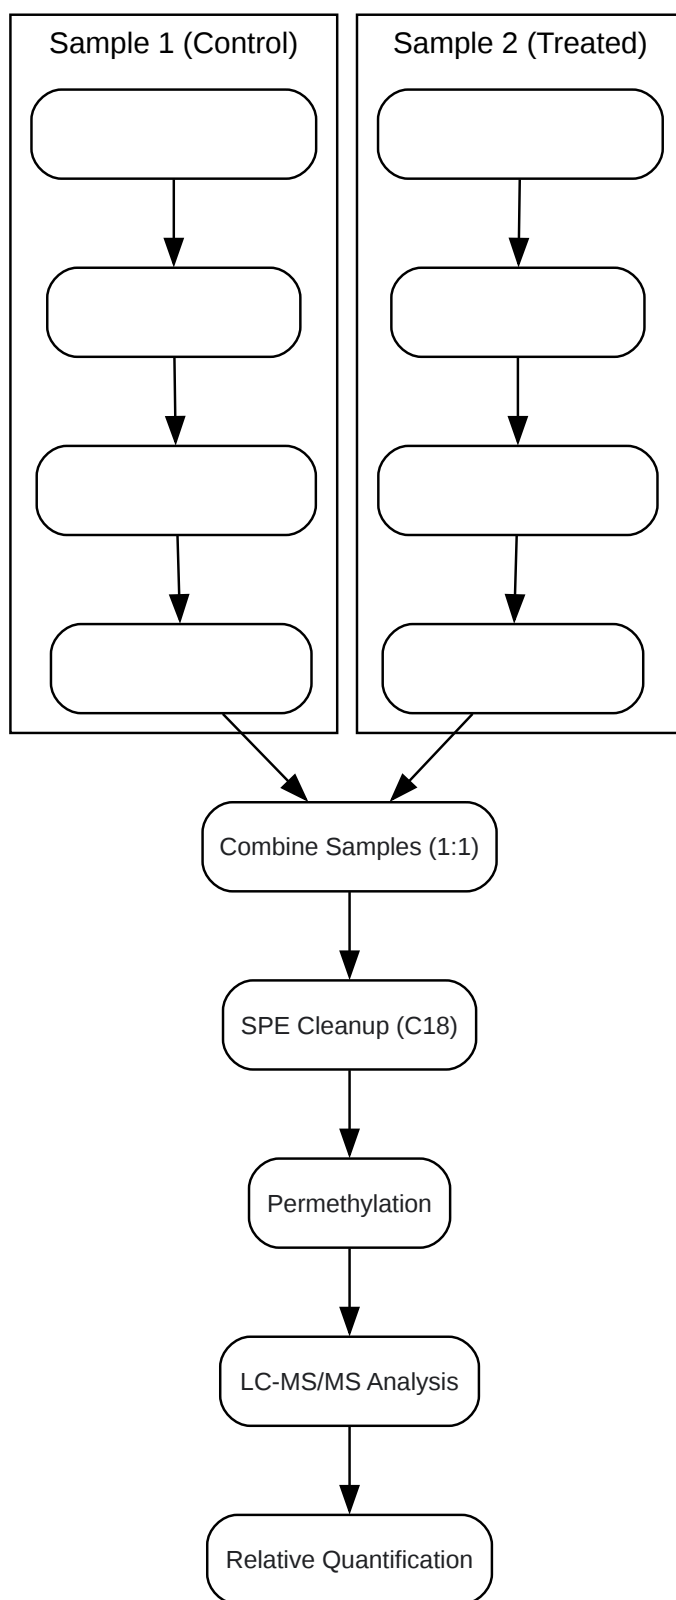 Sample 1 (Control)
Sample 2 (Treated)
Combine Samples (1:1)
SPE Cleanup (C18)
Permethylation
LC-MS/MS Analysis
Relative Quantification